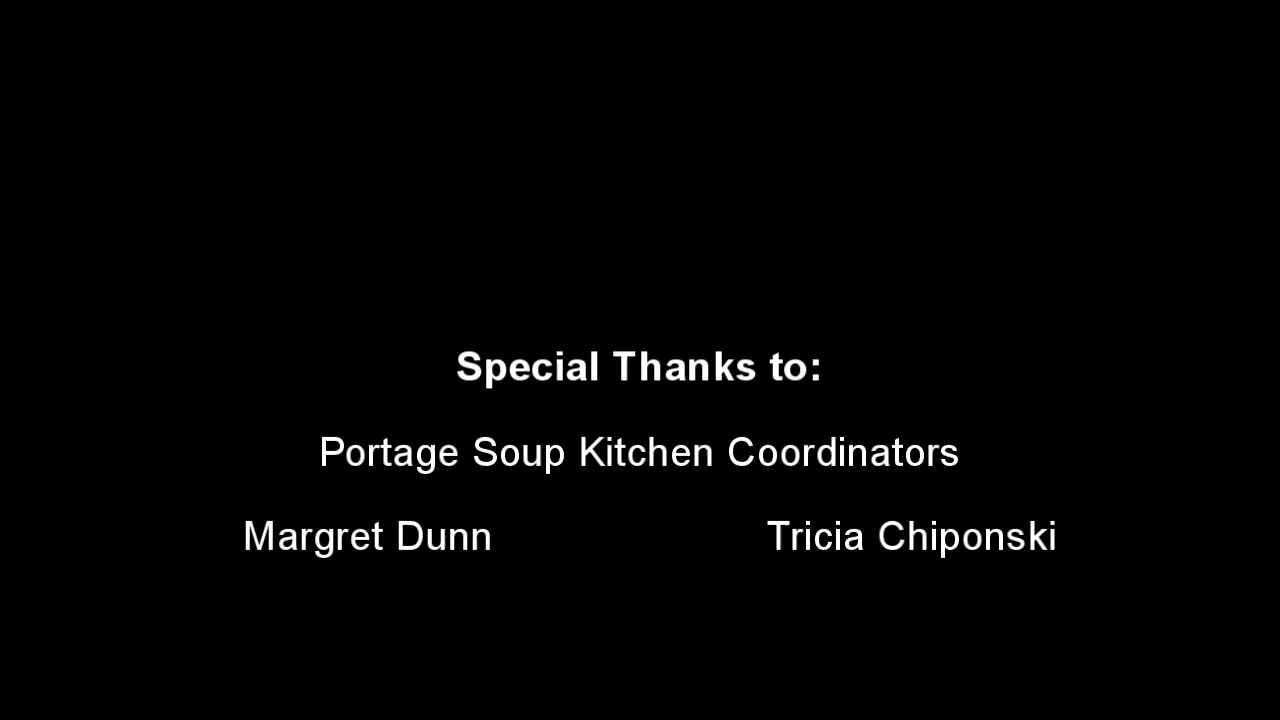 Special Thanks to:
Portage Soup Kitchen Coordinators
Margret Dunn Tricia Chiponski